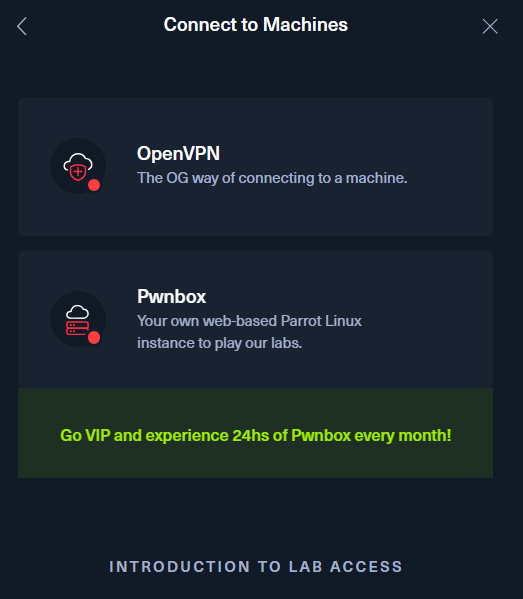 Connect to Machines
OpenVPN
The OG way of connecting to a machine.
Pwnbox
Your own web-based Parrot Linux
instance to play our labs.
Go VIP and experience 24hs of Pwnbox every month!
INTRODUCTION TO LAB ACCESS